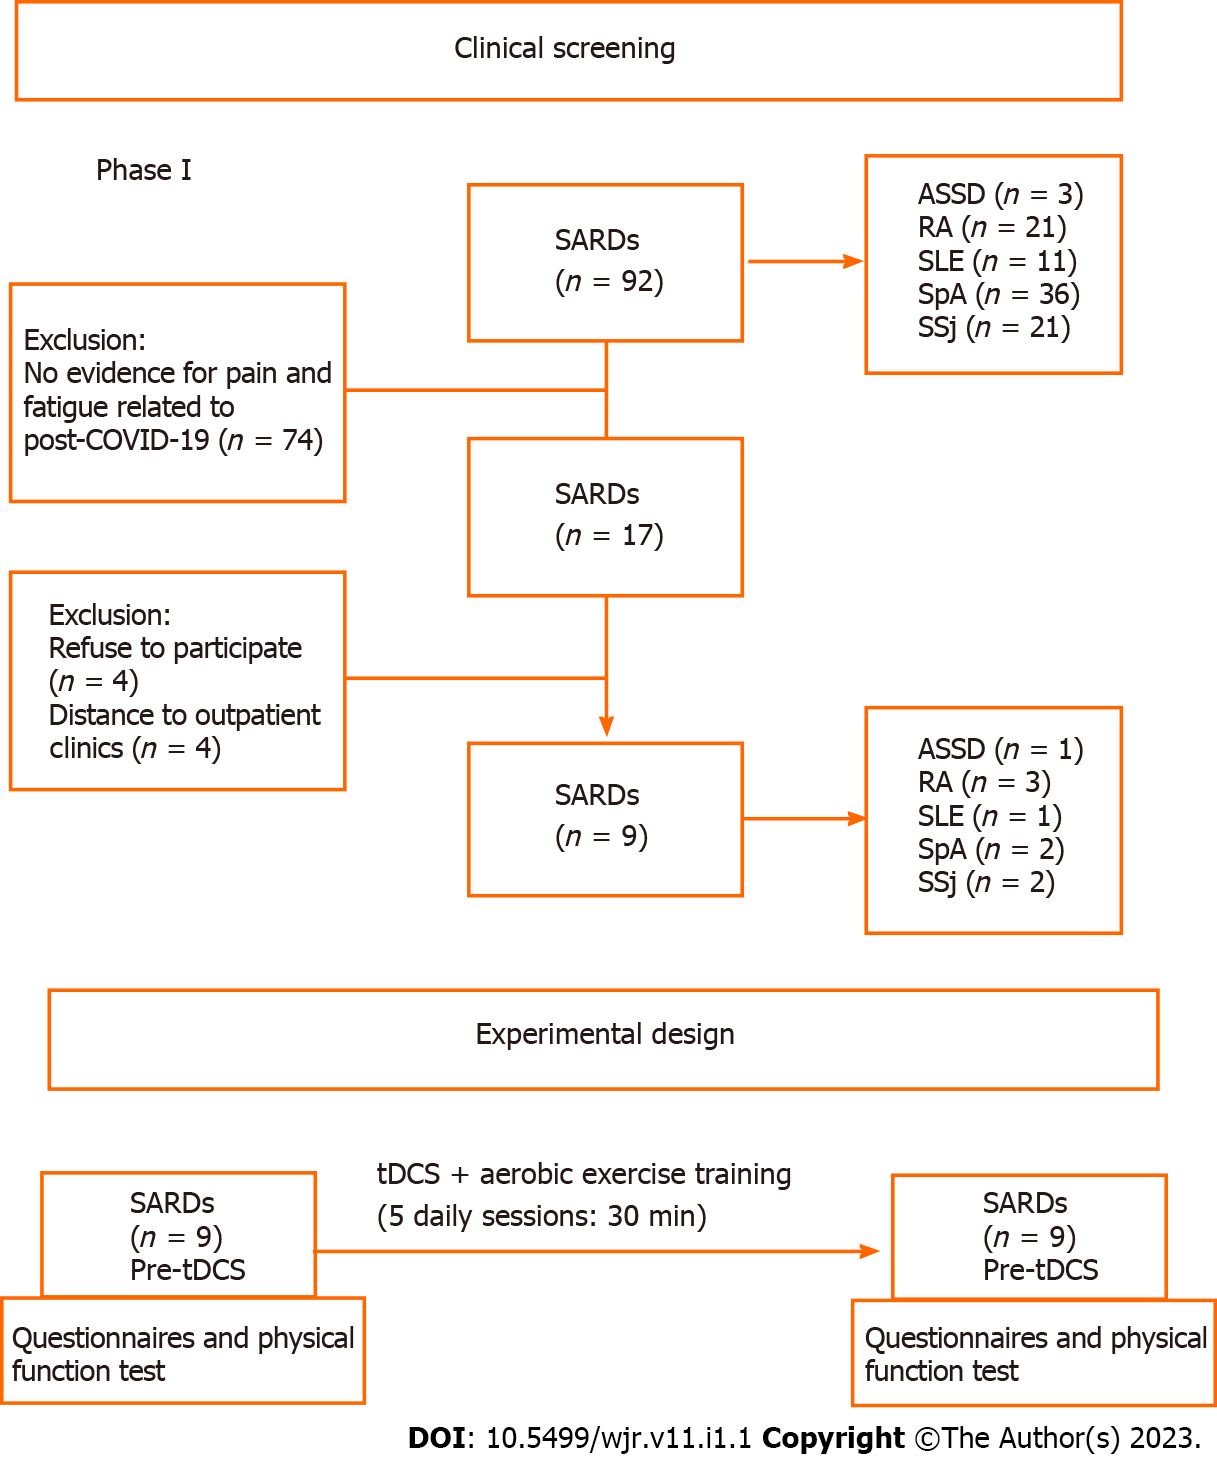 Clinical screening
Phase I
SARDs
(n = 92)
ASSD (n = 3)
RA (n = 21)
SLE (n = 11)
SpA (n = 36)
SSj (n = 21)
Exclusion:
No evidence for pain and
fatigue related to
post-COVID-19 (n = 74)
SARDs
(n = 17)
Exclusion:
Refuse to participate
(n = 4)
Distance to outpatient
clinics (n = 4)
SARDs
(n = 9)
ASSD (n = 1)
RA (n = 3)
SLE (n = 1)
SpA (n = 2)
SSj (n = 2)
Experimental design
SARDs
(n = 9)
Pre-tDCS
Questionnaires and physical
function test
tDCS + aerobic exercise training
(5 daily sessions: 30 min)
SARDs
(n = 9)
Pre-tDCS
Questionnaires and physical
function test
DOI: 10.5499/wjr.v11.i1.1 Copyright ©The Author(s) 2023.